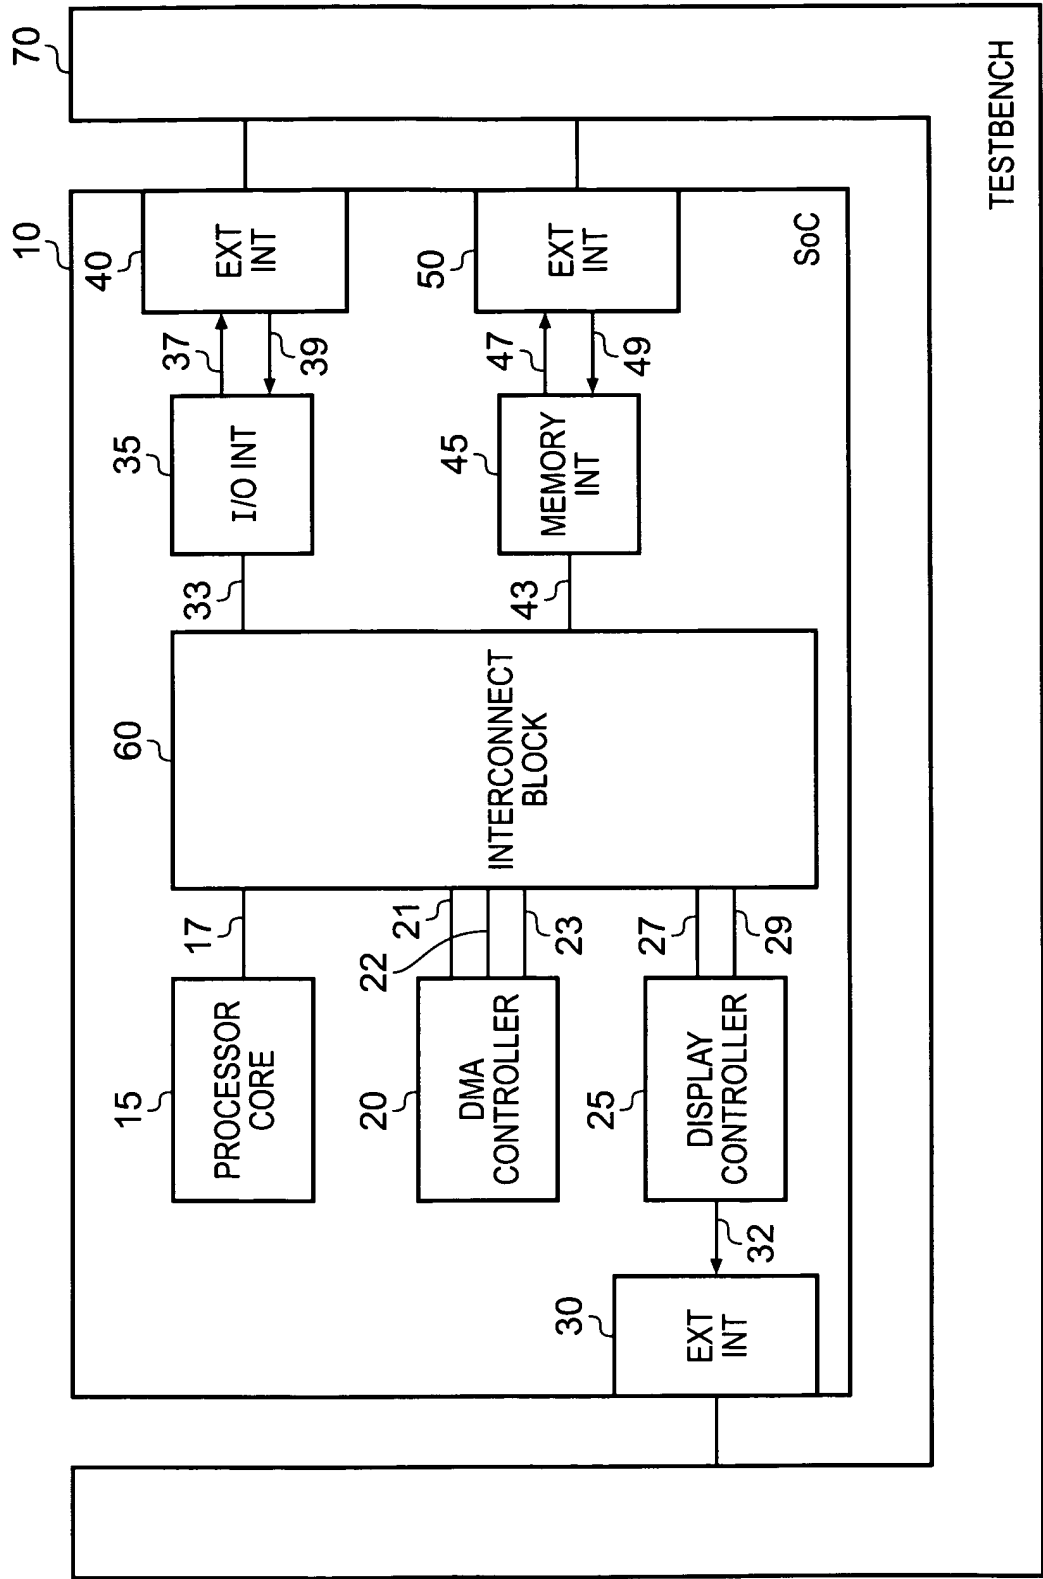 10
70
15
PROCESSOR
CORE
17
60
INTERCONNECT
BLOCK
33
35
I/O INT
37
39
40
EXT
INT
20
DMA
CONTROLLER
21
22
23
43
45
MEMORY
INT
47
49
50
EXT
INT
30
EXT
INT
32
25
DISPLAY
CONTROLLER
27
29
SoC
TESTBENCH